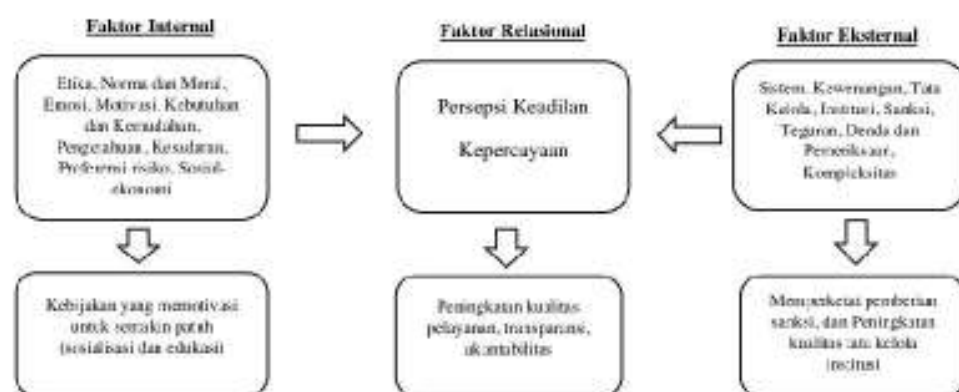 Faktor Internal
Etika, Norma dan Moral,
Emosi, Motivasi, Kebutuhan
dan Kemudahan,
Pengetahuan, Kesadaran,
Preferensi risiko, Sosial-
ekonomi
Kebijakan yang memotivasi
untuk semakin patuh
(sosialisasi dan edukasi)
Faktor Relasional
Persepsi Keadilan
Kepercayaan
Peningkatan kualitas
pelayanan, transparansi,
akuntabilitas
Faktor Eksternal
Sistem, Kewenangan, Tata
Kelola, Institusi, Sanksi,
Teguran, Denda dan
Pemeriksaan,
Kompleksitas
Memperketat pemberian
sanksi, dan Peningkatan
kualitas tata kelola
institusi